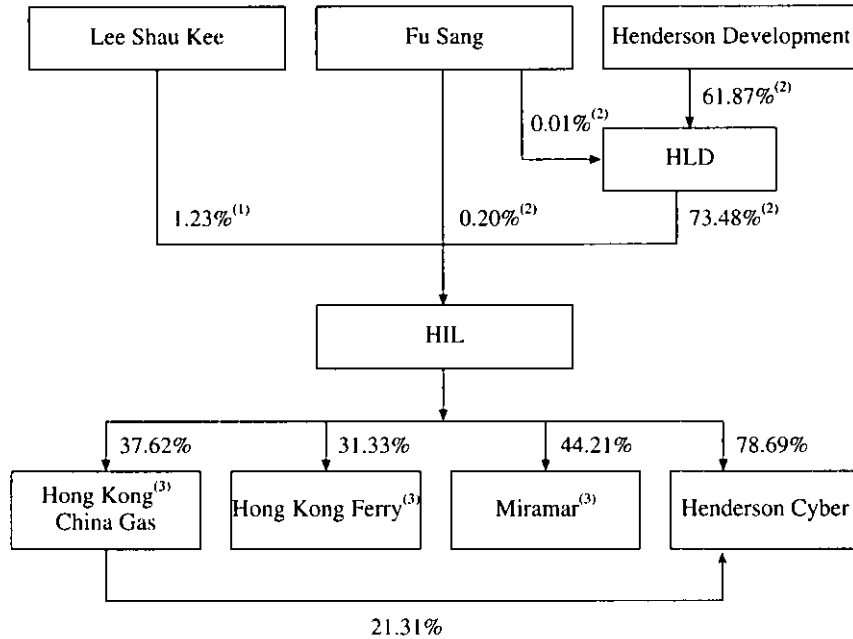 Lee Shau Kee
Fu Sang
Henderson Development
61.87%(2)
0.01%(2)
HLD
1.23%(1)
0.20%(2)
73.48%(2)
HIL
37.62%
31.33%
44.21%
78.69%
Hong Kong(3)
China Gas
Hong Kong Ferry(3)
Miramar(3)
Henderson Cyber
21.31%